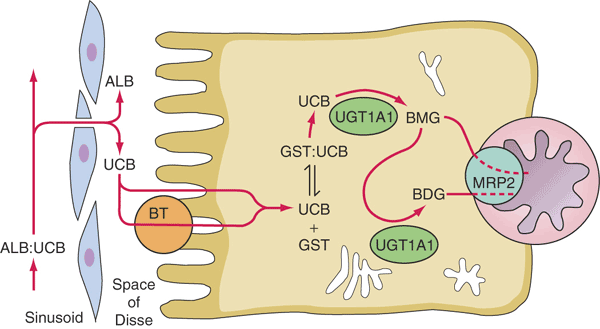 ALB
UCB
BT
ALB:UCB
Sinusoid
Space
of
Disse
UCB
UGT1A1
BMG
GST:UCB
UCB
+
GST
BDG
UGT1A1
MRP2